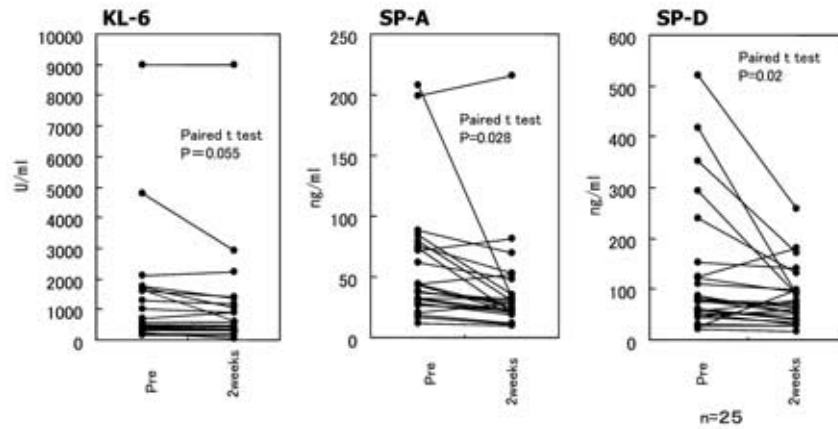 KL-6
10000
9000
8000
7000
6000
5000
4000
3000
2000
1000
0
U/ml
Paired t test
P=0.055
Pre
2weeks
SP-A
250
200
150
100
50
0
ng/ml
Paired t test
P=0.028
Pre
2weeks
SP-D
600
500
400
300
200
100
0
ng/ml
Paired t test
P=0.02
Pre
2weeks
n=25